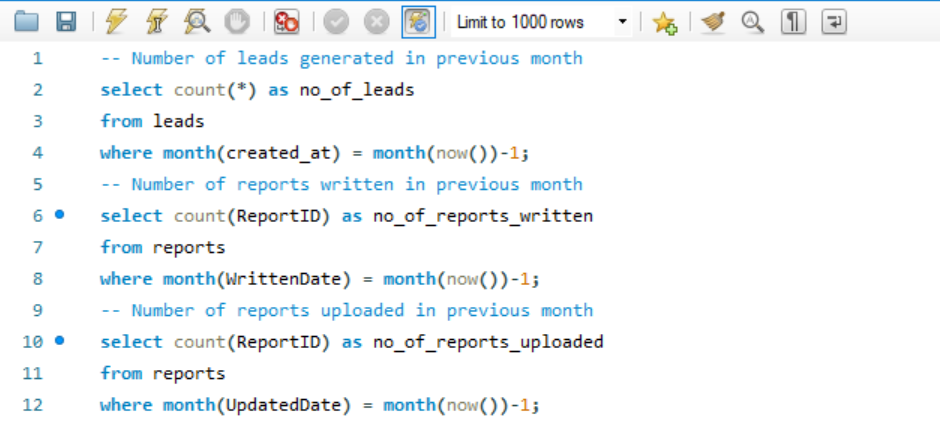 Limit to 1000 rows
1 -- Number of leads generated in previous month
2 select count(*) as no_of_leads
3 from leads
4 where month(created_at) = month(now())-1;
5 -- Number of reports written in previous month
6 select count(ReportID) as no_of_reports_written
7 from reports
8 where month(WrittenDate) = month(now())-1;
9 -- Number of reports uploaded in previous month
10 select count(ReportID) as no_of_reports_uploaded
11 from reports
12 where month(UpdatedDate) = month(now())-1;